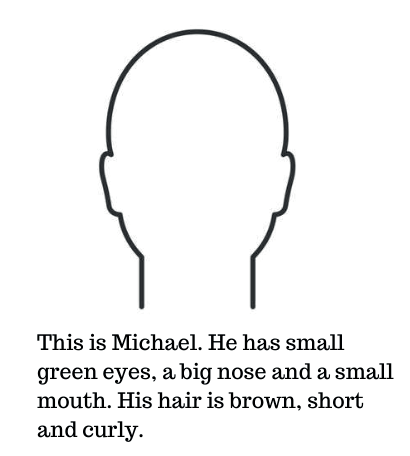 This is Michael. He has small
green eyes, a big nose and a small
mouth. His hair is brown, short
and curly.